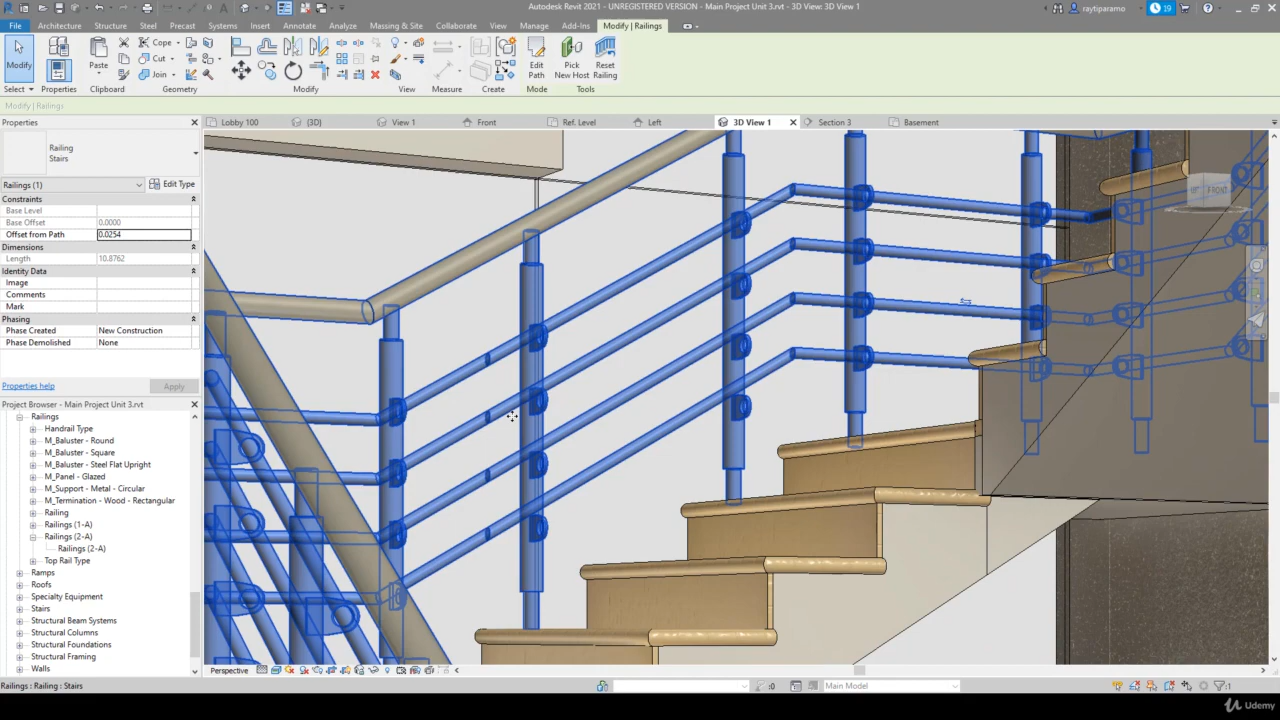 Autodesk Revit 2021 - UNREGISTERED VERSION - Main Project Unit 3.rvt - 3D View: 3D View 1
raytiparamo
19
File Architecture Structure Steel Precast Systems Insert Annotate Analyze Massing & Site Collaborate View Manage Add-Ins Modify | Railings
Cope
Cut
Join
Modify Paste Edit Path Pick New Host Reset Railing
Select Properties Clipboard Geometry Modify View Measure Create Mode Tools
Modify | Railings
Properties
Lobby 100 {3D} View 1 Front Ref. Level Left 3D View 1 Section 3 Basement
Railing
Stairs
Railings (1) Edit Type
Constraints
Base Level
Base Offset 0.0000
Offset from Path 0.0254
Dimensions
Length 10.8762
Identity Data
Image
Comments
Mark
Phasing
Phase Created New Construction
Phase Demolished None
Properties help Apply
Project Browser - Main Project Unit 3.rvt
Railings
Handrail Type
M_Baluster - Round
M_Baluster - Square
M_Baluster - Steel Flat Upright
M_Panel - Glazed
M_Support - Metal - Circular
M_Termination - Wood - Rectangular
Railing
Railings (1-A)
Railings (2-A)
Railings (2-A)
Top Rail Type
Ramps
Roofs
Specialty Equipment
Stairs
Structural Beam Systems
Structural Columns
Structural Foundations
Structural Framing
Walls
FRONT
Perspective
Railings : Railing : Stairs
:0
Main Model
:1
Udemy